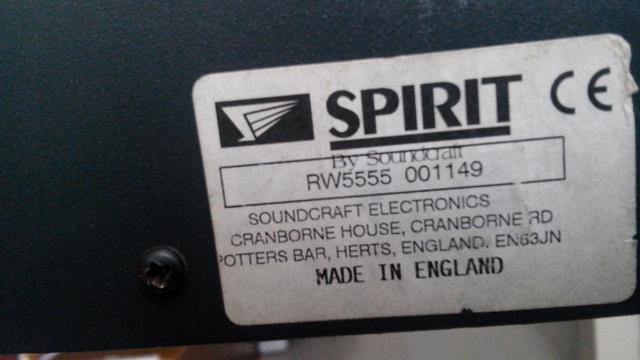 SPIRIT CE
By Soundcraft
RW5555 001149
SOUNDCRAFT ELECTRONICS
CRANBORNE HOUSE, CRANBORNE RD
POTTERS BAR, HERTS, ENGLAND. EN63JN
MADE IN ENGLAND